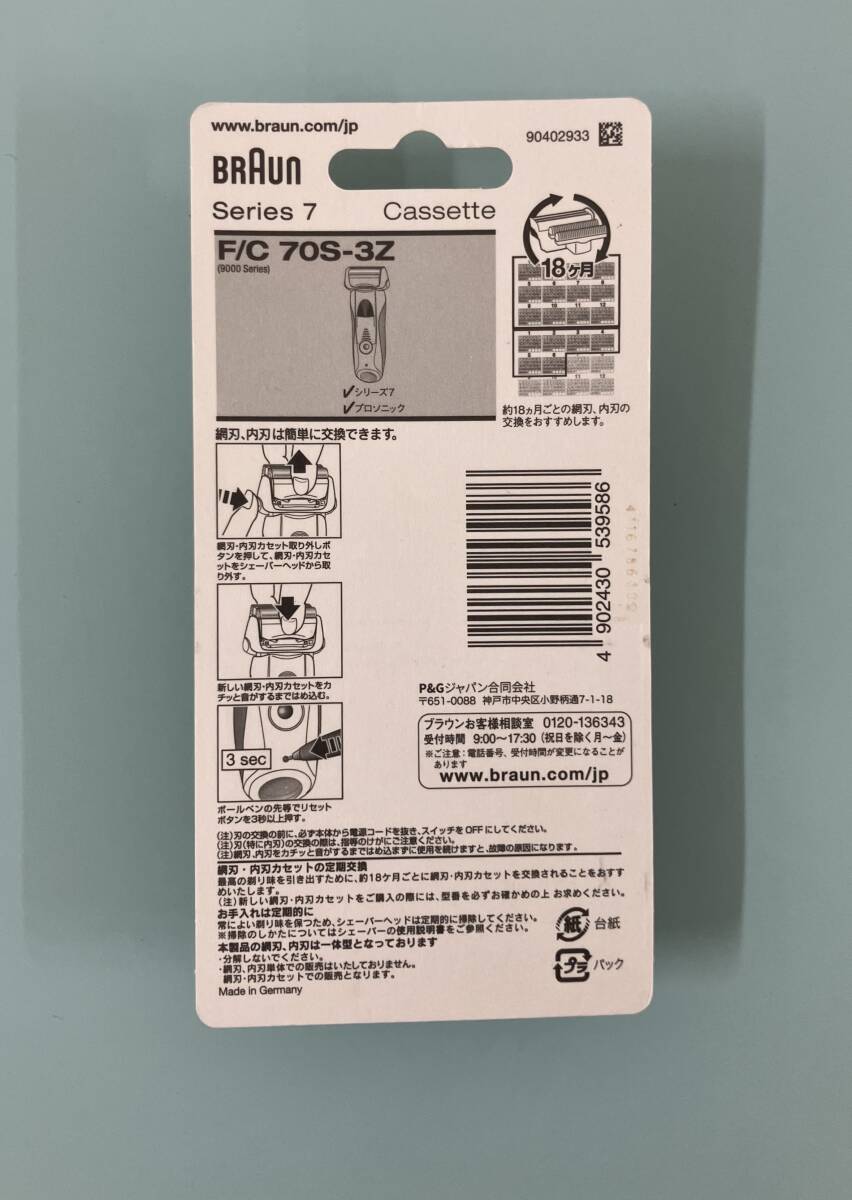 www.braun.com/jp
90402933
BRAUN
Series 7 Cassette
F/C 70S-3Z
(9000 Series)
✓シリーズ7
✓プロソニック
18ヶ月
約18ヵ月ごとの網刃、内刃の
交換をおすすめします。
網刃、内刃は簡単に交換できます。
網刃・内刃カセット取り外しボ
タンを押して、網刃・内刃カセ
ットをシェーバーヘッドから取
り外す。
新しい網刃・内刃カセットをカ
チッと音がするまではめ込む。
3 sec
ボールペンの先等でリセット
ボタンを3秒以上押す。
4 902430 539586
P&Gジャパン合同会社
〒651-0088 神戸市中央区小野柄通7-1-18
ブラウンお客様相談室 0120-136343
受付時間 9:00〜17:30 (祝日を除く月〜金)
※ご注意:電話番号、受付時間が変更になることが
あります
www.braun.com/jp
(注)刃の交換の前に、必ず本体から電源コードを抜き、スイッチをOFFにしてください。
(注)刃(特に内刃)の交換の際は、指等のけがにご注意ください。
(注)網刃、内刃をカチッと音がするまではめ込まずに使用を続けますと、故障の原因になります。
網刃・内刃カセットの定期交換
最高の剃り味を引き出すために、約18ケ月ごとに網刃・内刃カセットを交換されることをおすす
めいたします。
(注)新しい網刃・内刃カセットをご購入の際には、型番を必ずお確かめの上 お求めください。
お手入れは定期的に
常によい剃り味を保つため、シェーバーヘッドは定期的に掃除してください。
※掃除のしかたについてはシェーバーの使用説明書をご参照ください。
本製品の網刃、内刃は一体型となっております
・分解しないでください。
・網刃、内刃単体での販売はいたしておりません。
網刃・内刃カセットでの販売となります。
Made in Germany
紙 台紙
プラ パック